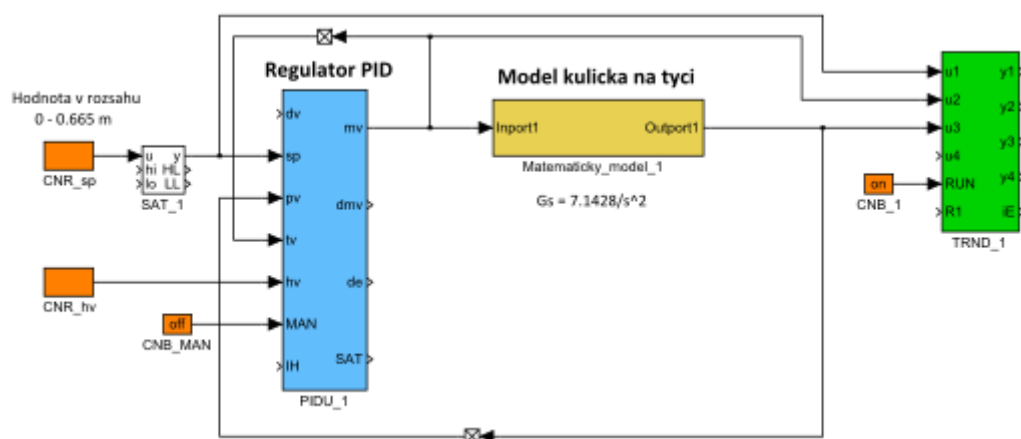 Regulator PID
Model kulicka na tyci
Hodnota v rozsahu
0 - 0.665 m
CNR_sp
u y
hi HL
lo LL
SAT_1
CNR_hv
off
CNB_MAN
dv
mv
sp
pv
dmv
tv
hv
de
MAN
IH
SAT
PIDU_1
Inport1 Outport1
Matematicky_model_1
Gs = 7.1428/s^2
on
CNB_1
u1 y1
u2 y2
u3 y3
u4 y4
RUN
R1 iE
TRND_1